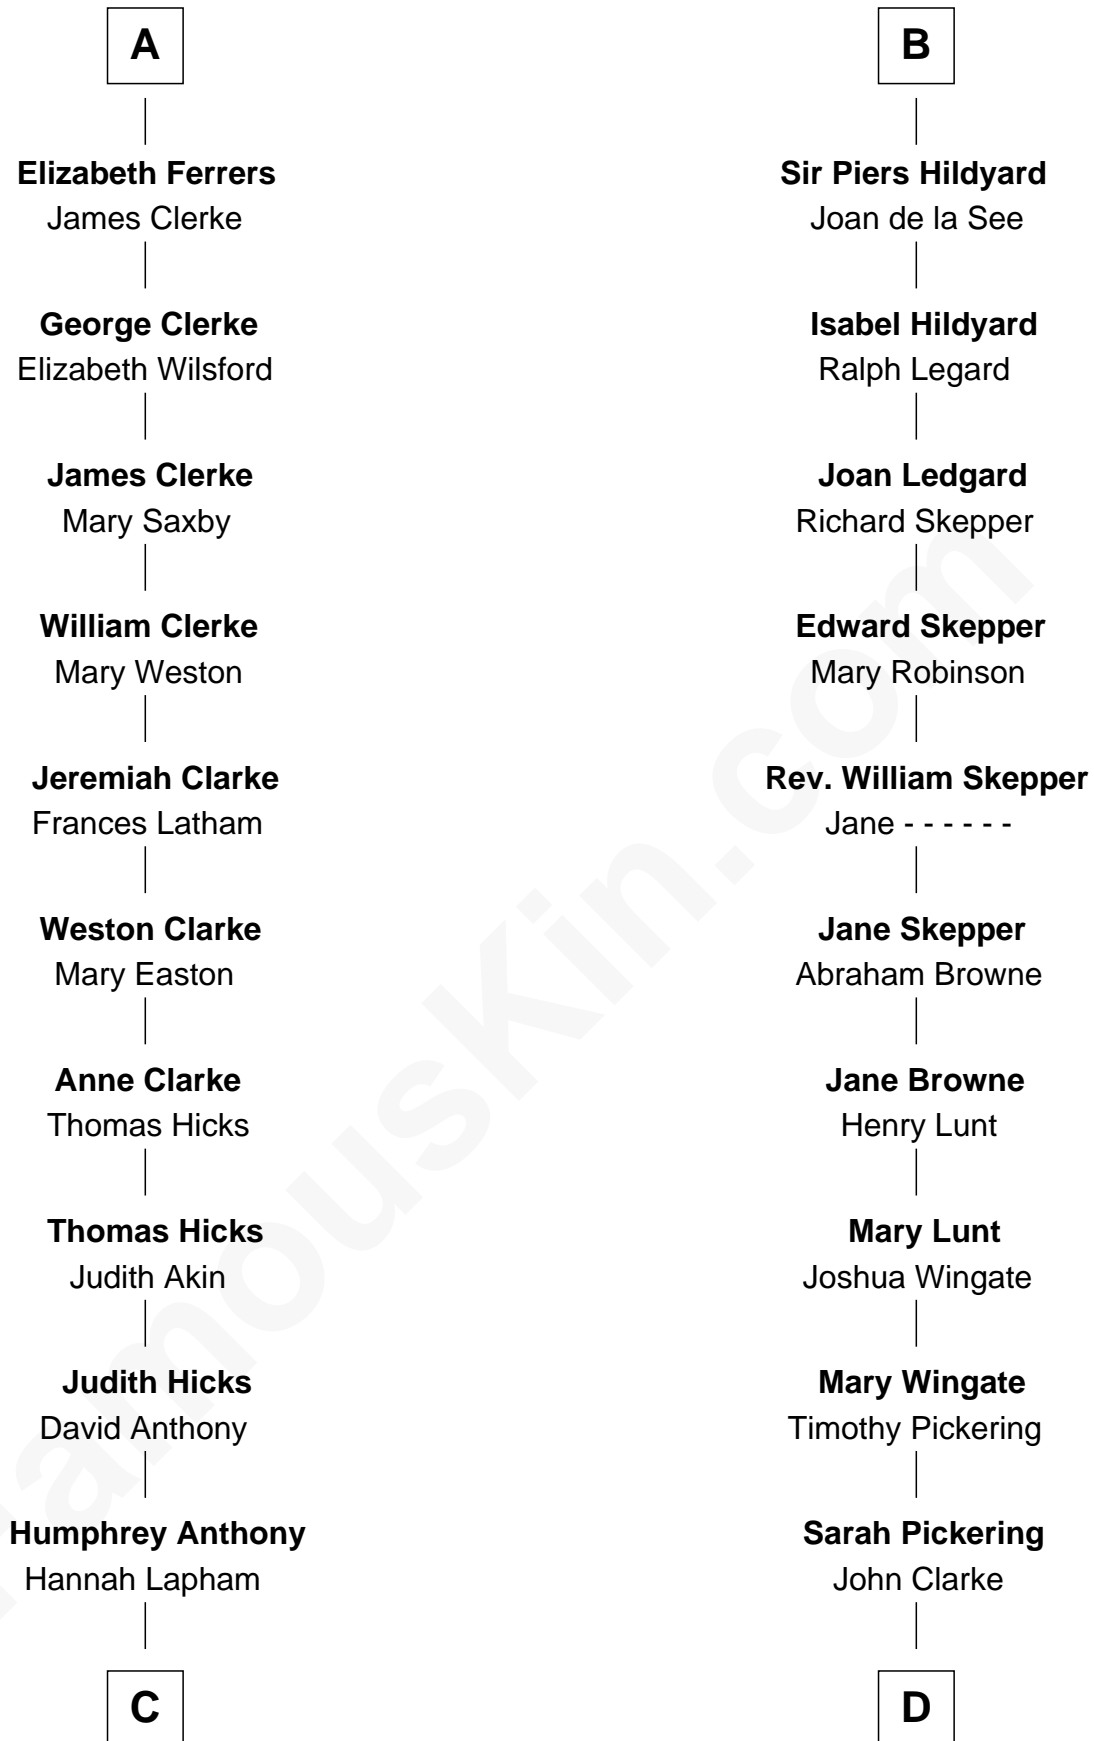 A
Elizabeth Ferrers
James Clerke
George Clerke
Elizabeth Wilsford
James Clerke
Mary Saxby
William Clerke
Mary Weston
Jeremiah Clarke
Frances Latham
Weston Clarke
Mary Easton
Anne Clarke
Thomas Hicks
Thomas Hicks
Judith Akin
Judith Hicks
David Anthony
Humphrey Anthony
Hannah Lapham
C
B
Sir Piers Hildyard
Joan de la See
Isabel Hildyard
Ralph Legard
Joan Ledgard
Richard Skepper
Edward Skepper
Mary Robinson
Rev. William Skepper
Jane - - - - - -
Jane Skepper
Abraham Browne
Jane Browne
Henry Lunt
Mary Lunt
Joshua Wingate
Mary Wingate
Timothy Pickering
Sarah Pickering
John Clarke
D
FamousKin.com